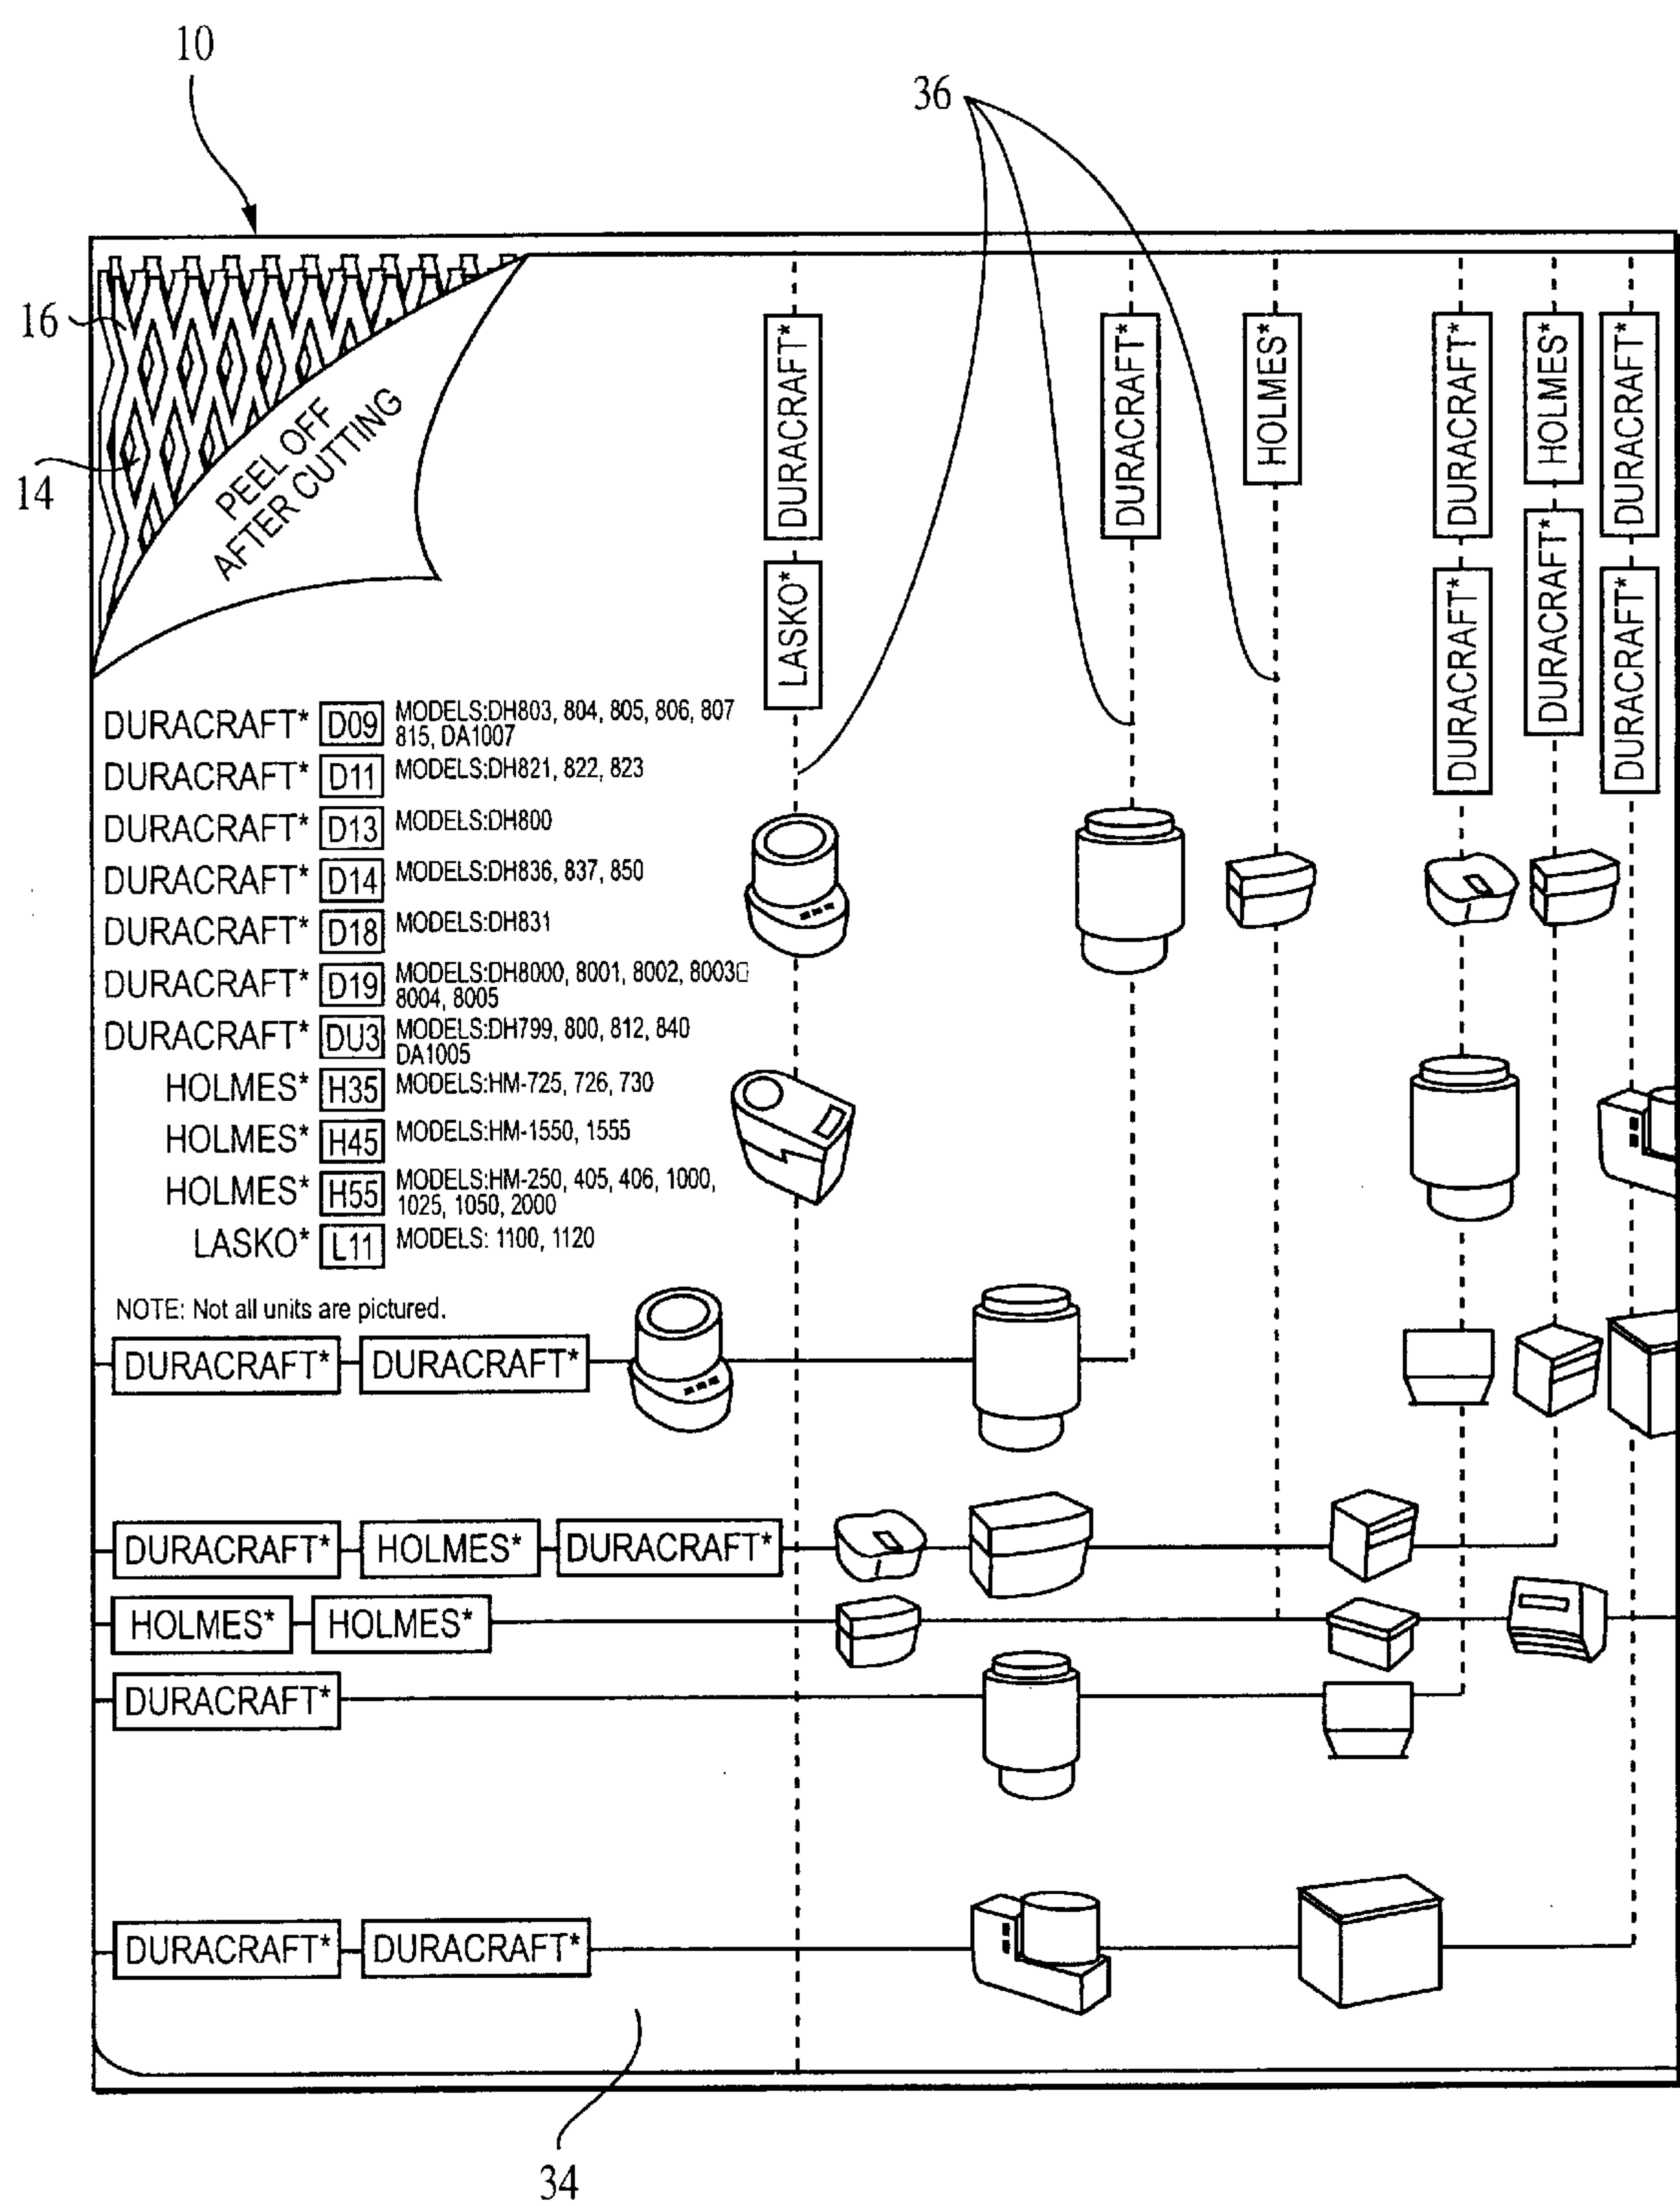 10
36
16
14
PEEL OFF
AFTER CUTTING
DURACRAFT*
LASKO*
DURACRAFT*
HOLMES*
DURACRAFT*
DURACRAFT*
HOLMES*
DURACRAFT*
DURACRAFT*
DURACRAFT*
DURACRAFT* D09 MODELS:DH803, 804, 805, 806, 807
815, DA1007
DURACRAFT* D11 MODELS:DH821, 822, 823
DURACRAFT* D13 MODELS:DH800
DURACRAFT* D14 MODELS:DH836, 837, 850
DURACRAFT* D18 MODELS:DH831
DURACRAFT* D19 MODELS:DH8000, 8001, 8002, 8003□
8004, 8005
DURACRAFT* DU3 MODELS:DH799, 800, 812, 840
DA1005
HOLMES* H35 MODELS:HM-725, 726, 730
HOLMES* H45 MODELS:HM-1550, 1555
HOLMES* H55 MODELS:HM-250, 405, 406, 1000,
1025, 1050, 2000
LASKO* L11 MODELS: 1100, 1120
NOTE: Not all units are pictured.
DURACRAFT* DURACRAFT*
DURACRAFT* HOLMES* DURACRAFT*
HOLMES* HOLMES*
DURACRAFT*
DURACRAFT* DURACRAFT*
34